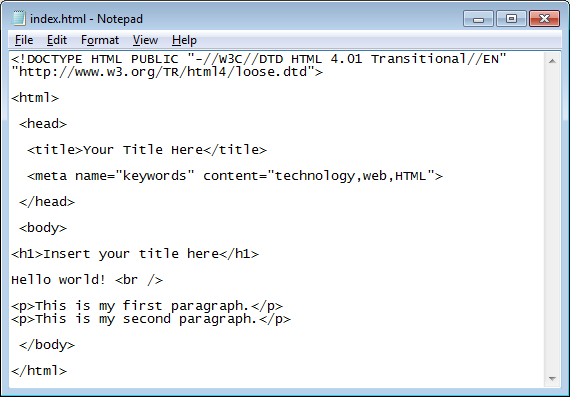 index.html - Notepad
File Edit Format View Help
<!DOCTYPE HTML PUBLIC "-//W3C//DTD HTML 4.01 Transitional//EN"
"http://www.w3.org/TR/html4/loose.dtd">
<html>
<head>
<title>Your Title Here</title>
<meta name="keywords" content="technology,web,HTML">
</head>
<body>
<h1>Insert your title here</h1>
Hello world! <br />
<p>This is my first paragraph.</p>
<p>This is my second paragraph.</p>
</body>
</html>